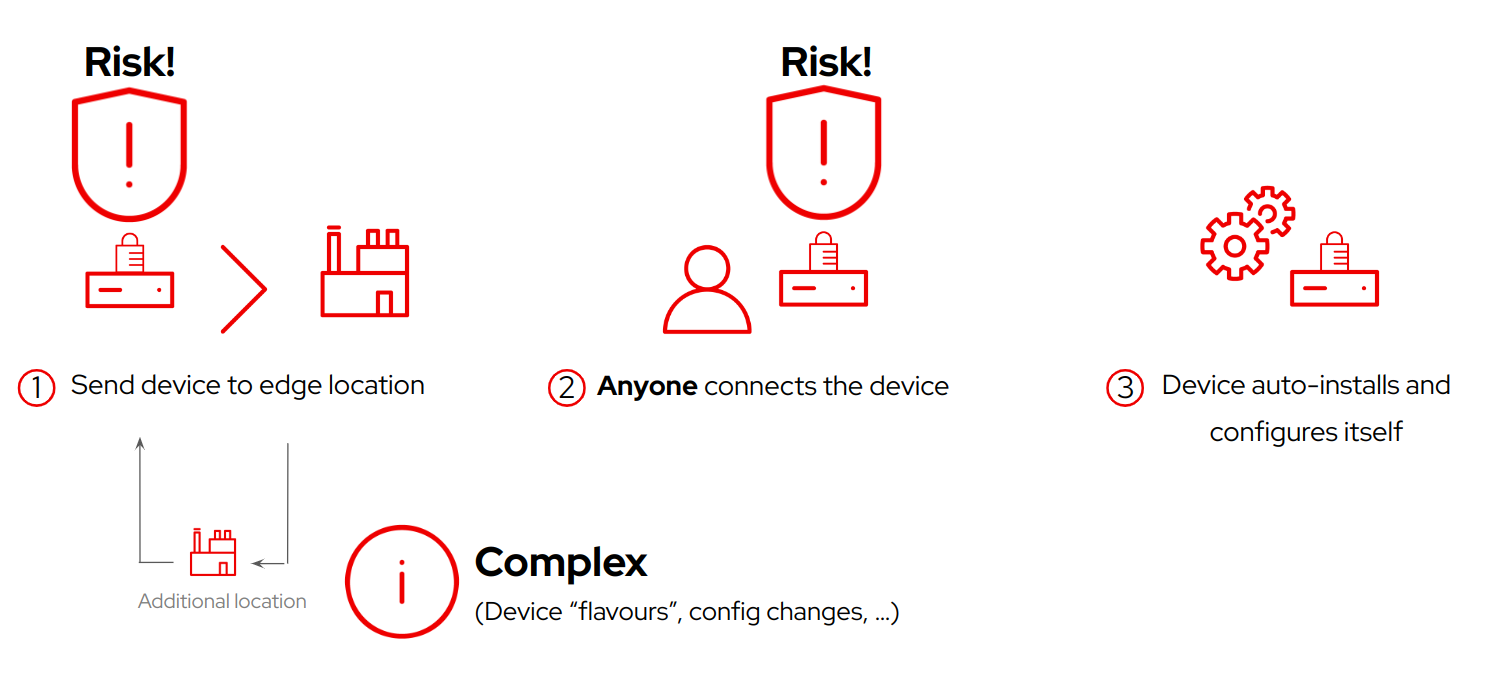 Risk!
Risk!
1 Send device to edge location
2 Anyone connects the device
3 Device auto-installs and
configures itself
Additional location
Complex
(Device “flavours”, config changes, ...)